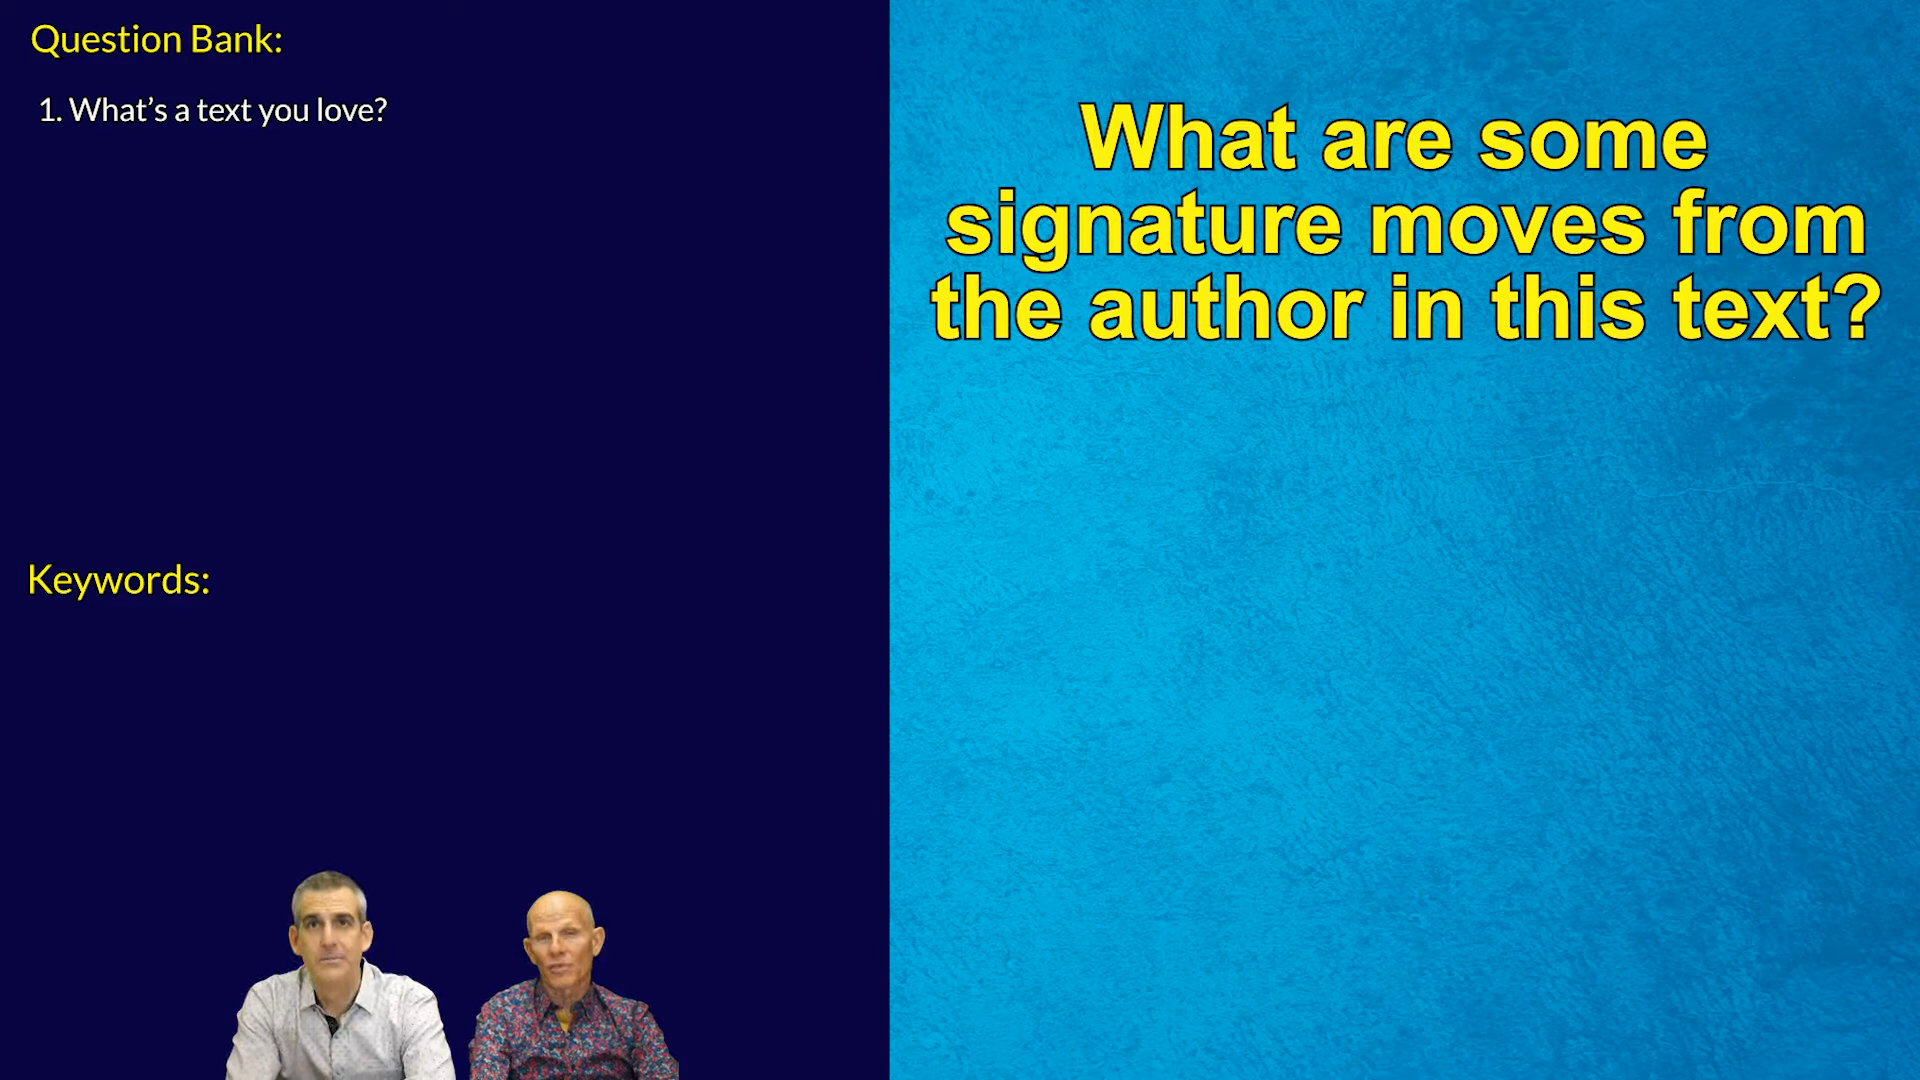 Question Bank:
1. What’s a text you love?
Keywords:
What are some
signature moves from
the author in this text?